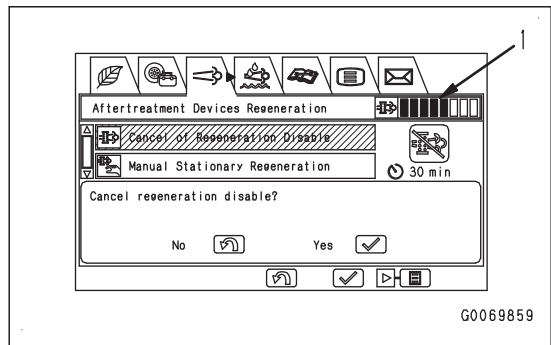 1
Aftertreatment Devices Regeneration
Cancel of Regeneration Disable
Manual Stationary Regeneration
30 min
Cancel regeneration disable?
No
Yes
G0069859